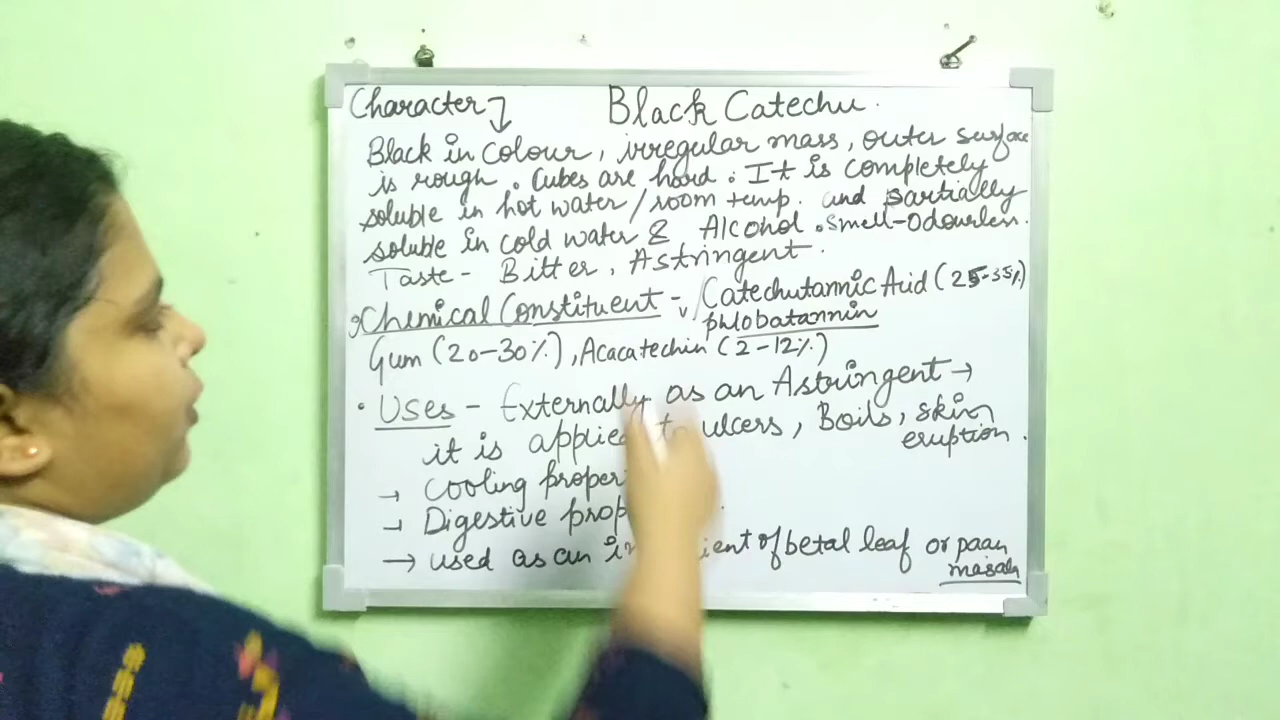 Character Black Catechu.
Black in colour, irregular mass, outer surface
is rough. Cubes are hard. It is completely
soluble in hot water/room temp. and partially
soluble in cold water & Alcohol. smell-Odourless.
Taste- Bitter, Astringent.
Chemical Constituent - Catechutannic Acid (25-35%)
phlobatannin
Gum (20-30%), Acacatechin (2-12%)
• Uses - Externally as an Astringent →
it is applied to ulcers, Boils, skin
eruption.
→ Cooling
→ Digestive
→ used as an of betal leaf or paan
masala